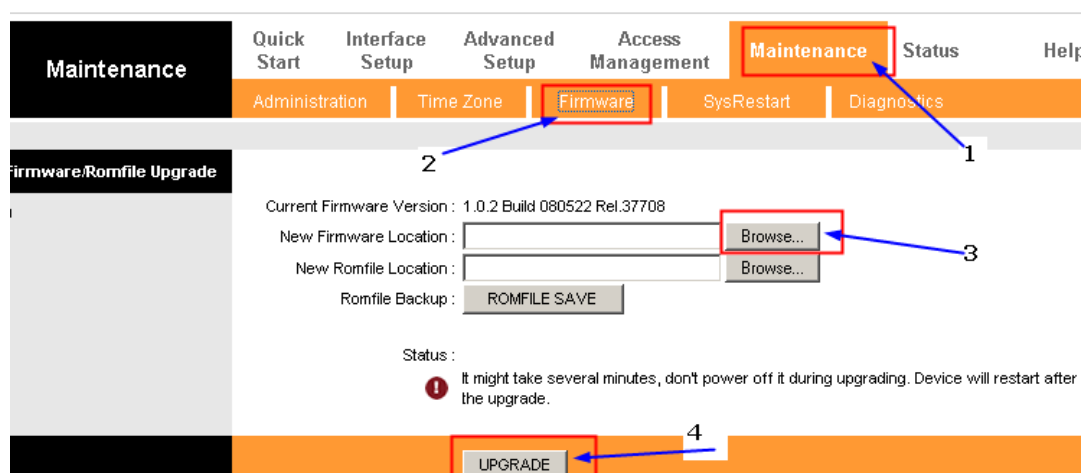 Maintenance
Quick Start
Interface Setup
Advanced Setup
Access Management
Maintenance
Status
Help
Administration
Time Zone
Firmware
SysRestart
Diagnostics
2
1
Firmware/Romfile Upgrade
Current Firmware Version : 1.0.2 Build 080522 Rel.37708
New Firmware Location : Browse...
3
New Romfile Location : Browse...
Romfile Backup : ROMFILE SAVE
Status :
It might take several minutes, don't power off it during upgrading. Device will restart after
the upgrade.
4
UPGRADE